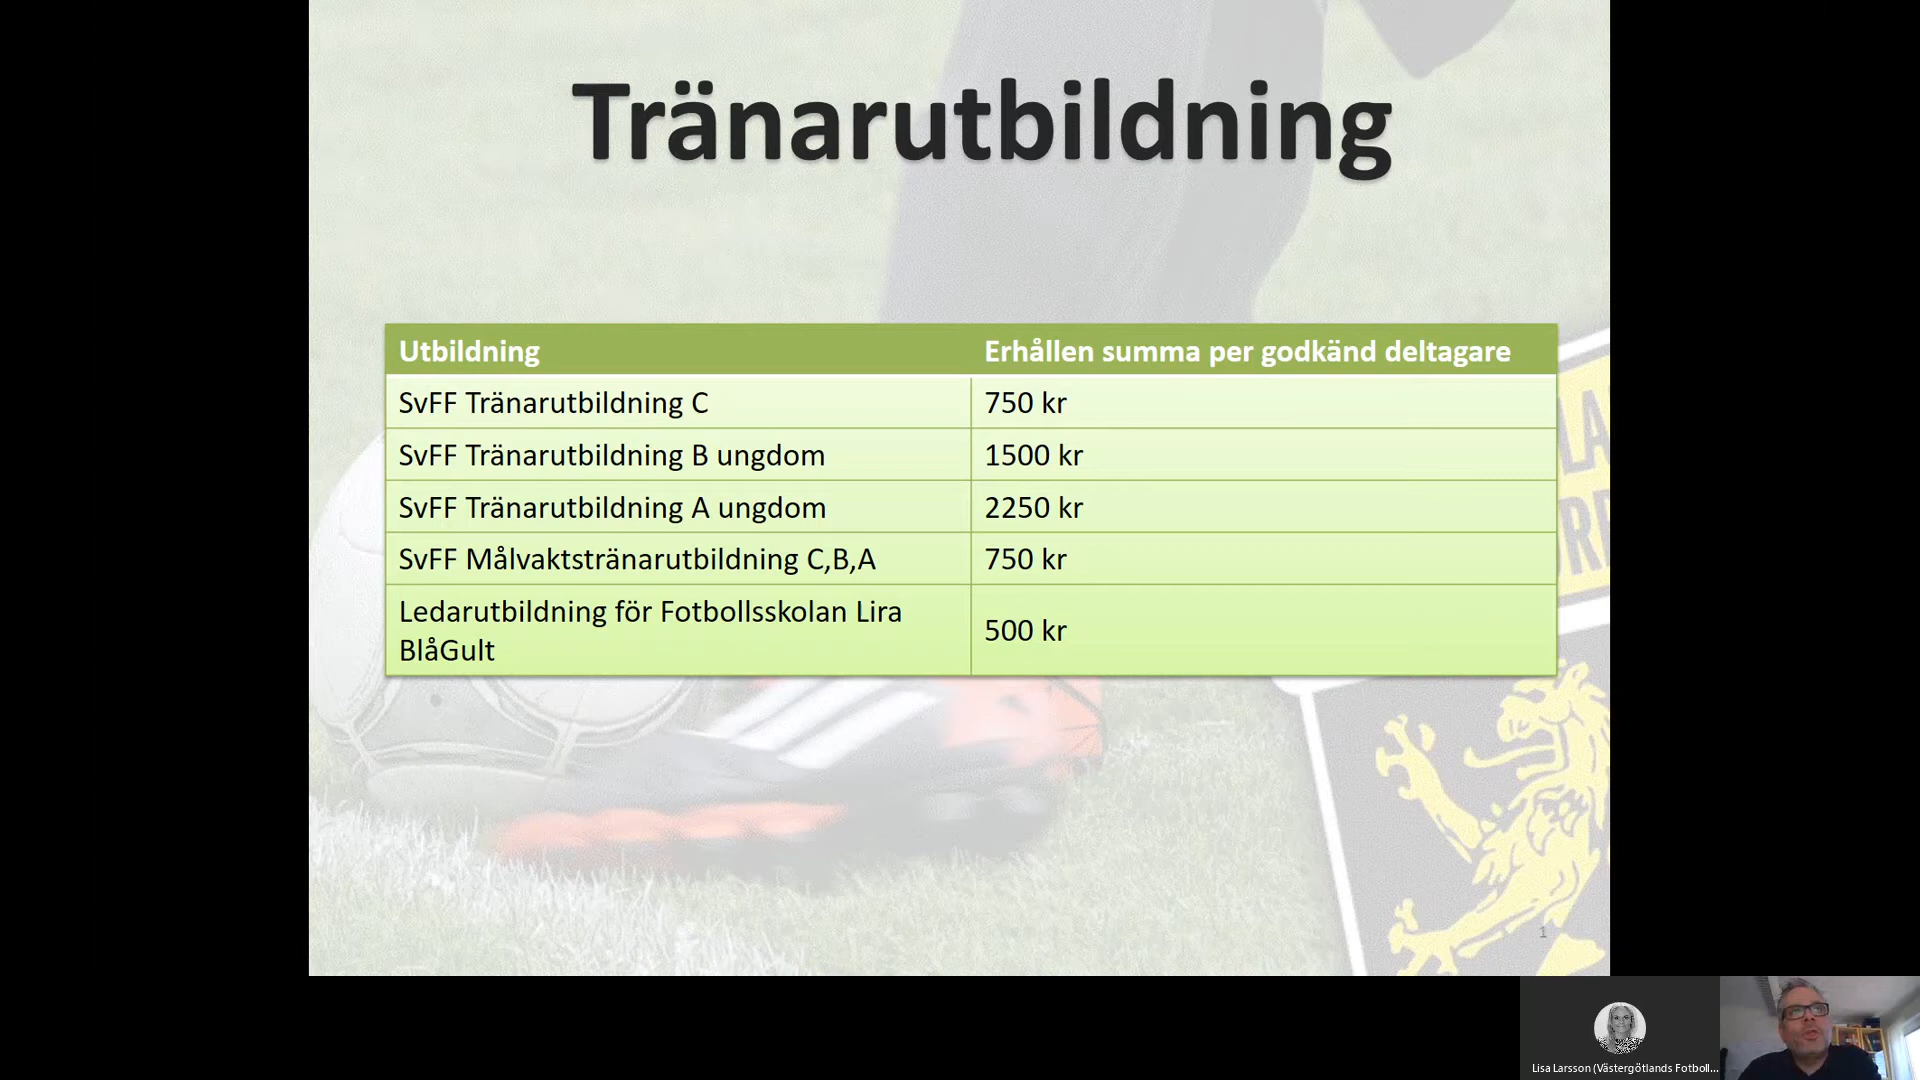 Tränarutbildning
Utbildning
Erhållen summa per godkänd deltagare
SvFF Tränarutbildning C
750 kr
SvFF Tränarutbildning B ungdom
1500 kr
SvFF Tränarutbildning A ungdom
2250 kr
SvFF Målvaktstränarutbildning C,B,A
750 kr
Ledarutbildning för Fotbollsskolan Lira
BlåGult
500 kr
1
Lisa Larsson (Västergötlands Fotboll...